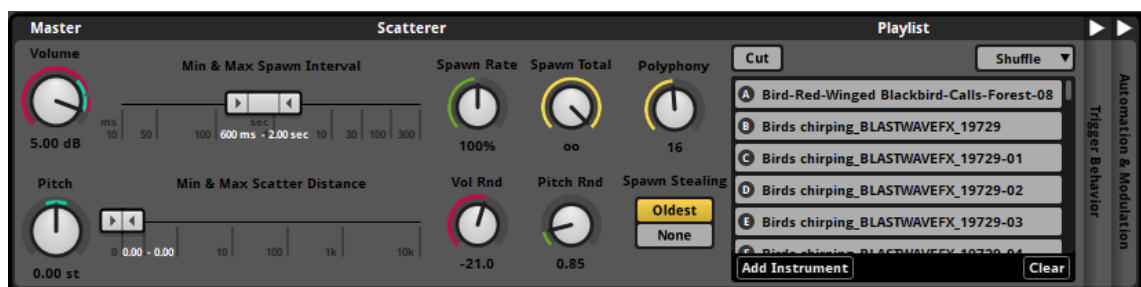 Master
Scatterer
Playlist
Volume
5.00 dB
Pitch
0.00 st
Min & Max Spawn Interval
ms
sec
10 50 100 600 ms - 2.00 sec 10 30 100 300
Min & Max Scatter Distance
0 0.00 - 0.00 10 100 1k 10k
Spawn Rate
100%
Spawn Total
oo
Polyphony
16
Vol Rnd
-21.0
Pitch Rnd
0.85
Spawn Stealing
Oldest
None
Cut
Shuffle
A Bird-Red-Winged Blackbird-Calls-Forest-08
B Birds chirping_BLASTWAVEFX_19729
C Birds chirping_BLASTWAVEFX_19729-01
D Birds chirping_BLASTWAVEFX_19729-02
E Birds chirping_BLASTWAVEFX_19729-03
Add Instrument
Clear
Trigger Behavior
Automation & Modulation